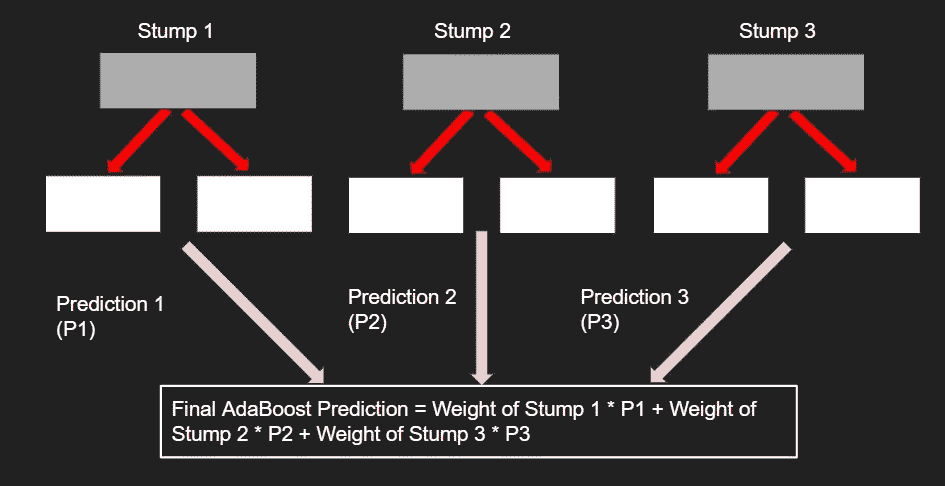 Stump 1
Stump 2
Stump 3
Prediction 1
(P1)
Prediction 2
(P2)
Prediction 3
(P3)
Final AdaBoost Prediction = Weight of Stump 1 * P1 + Weight of
Stump 2 * P2 + Weight of Stump 3 * P3